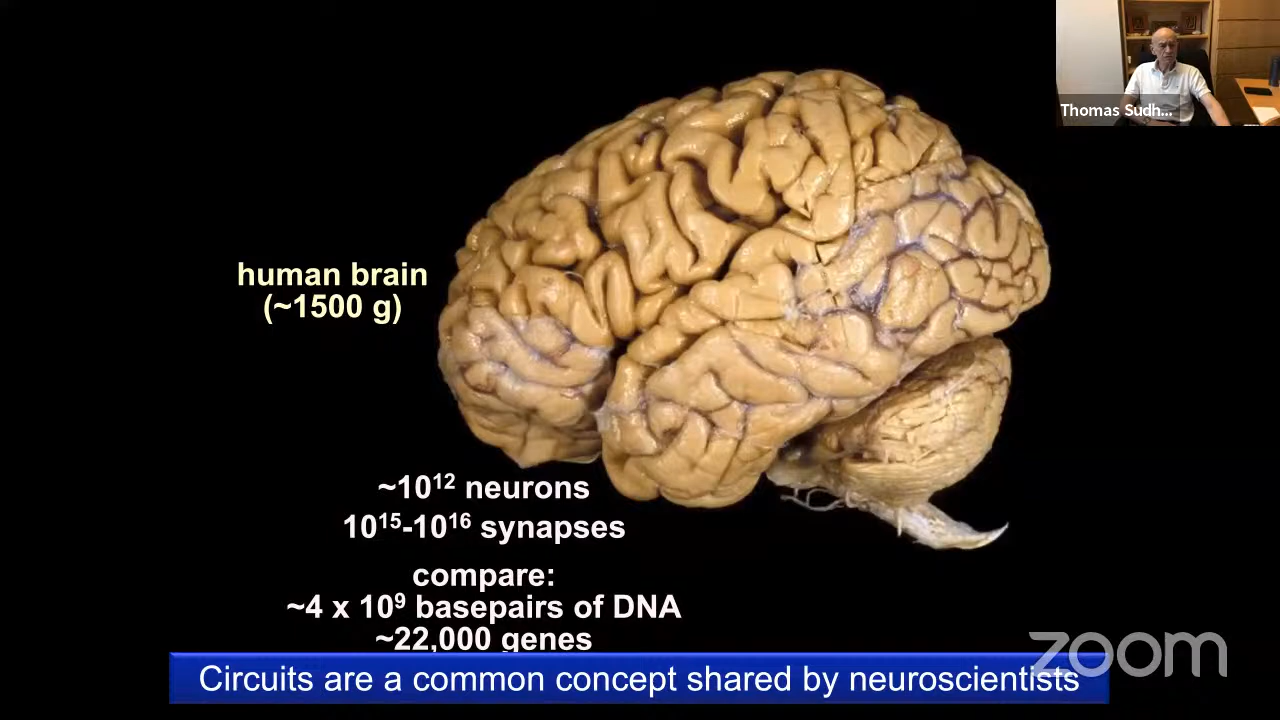 Thomas Sudh...
human brain
(~1500 g)
~10¹² neurons
10¹⁵-10¹⁶ synapses
compare:
~4 x 10⁹ basepairs of DNA
~22,000 genes
zoom
Circuits are a common concept shared by neuroscientists